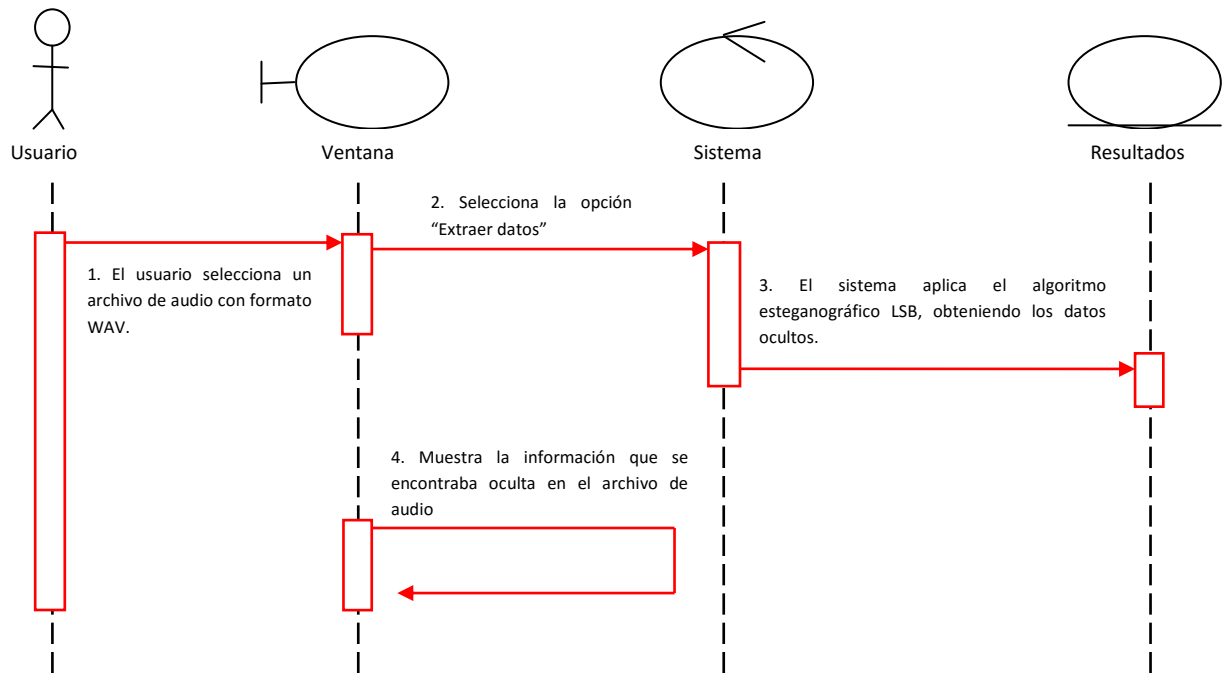 Usuario
Ventana
Sistema
Resultados
2. Selecciona la opción
“Extraer datos”
1. El usuario selecciona un
archivo de audio con formato
WAV.
3. El sistema aplica el algoritmo
esteganográfico LSB, obteniendo los datos
ocultos.
4. Muestra la información que se
encontraba oculta en el archivo de
audio